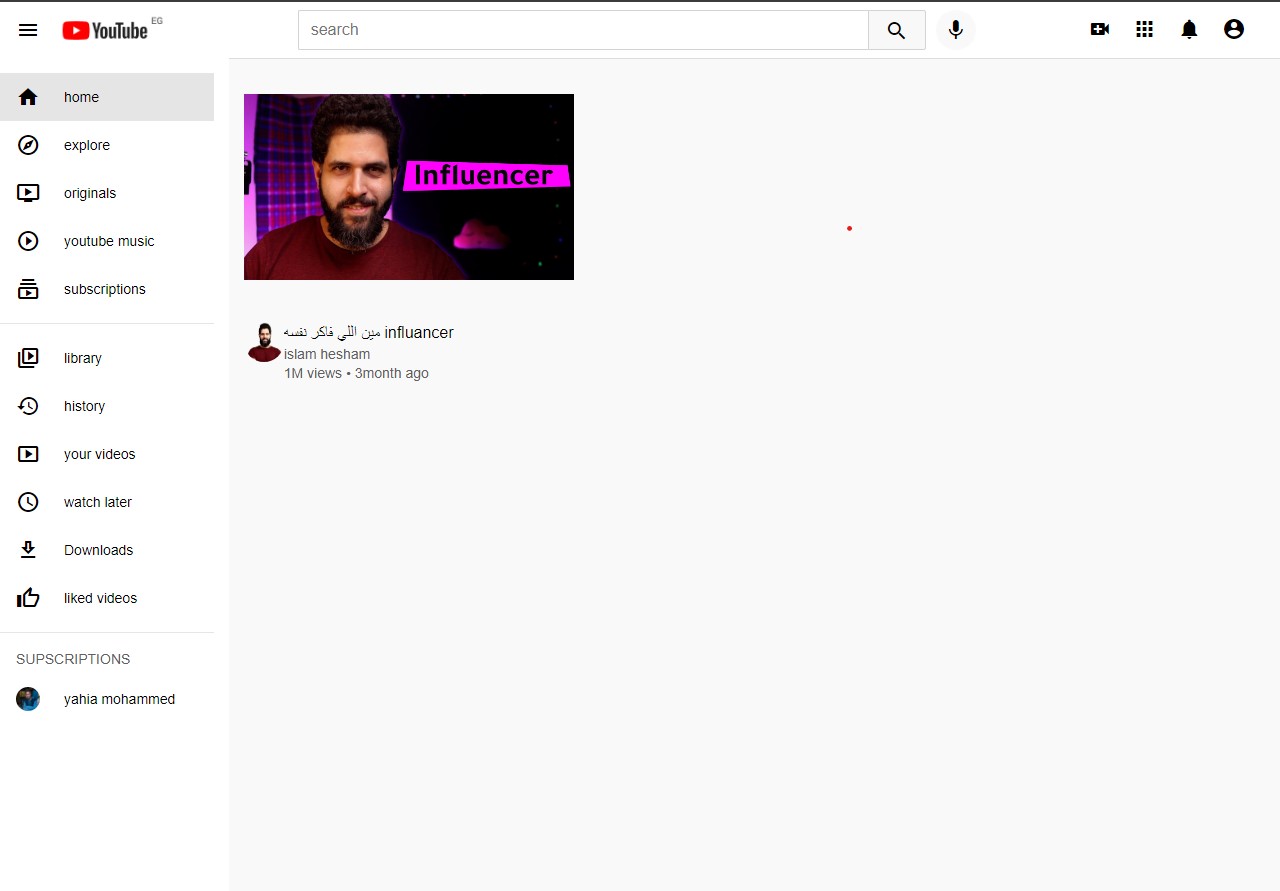 YouTube EG
search
home
explore
originals
youtube music
subscriptions
library
history
your videos
watch later
Downloads
liked videos
SUPSCRIPTIONS
yahia mohammed
Influencer
مين اللي فاكر نفسه influancer
islam hesham
1M views • 3month ago